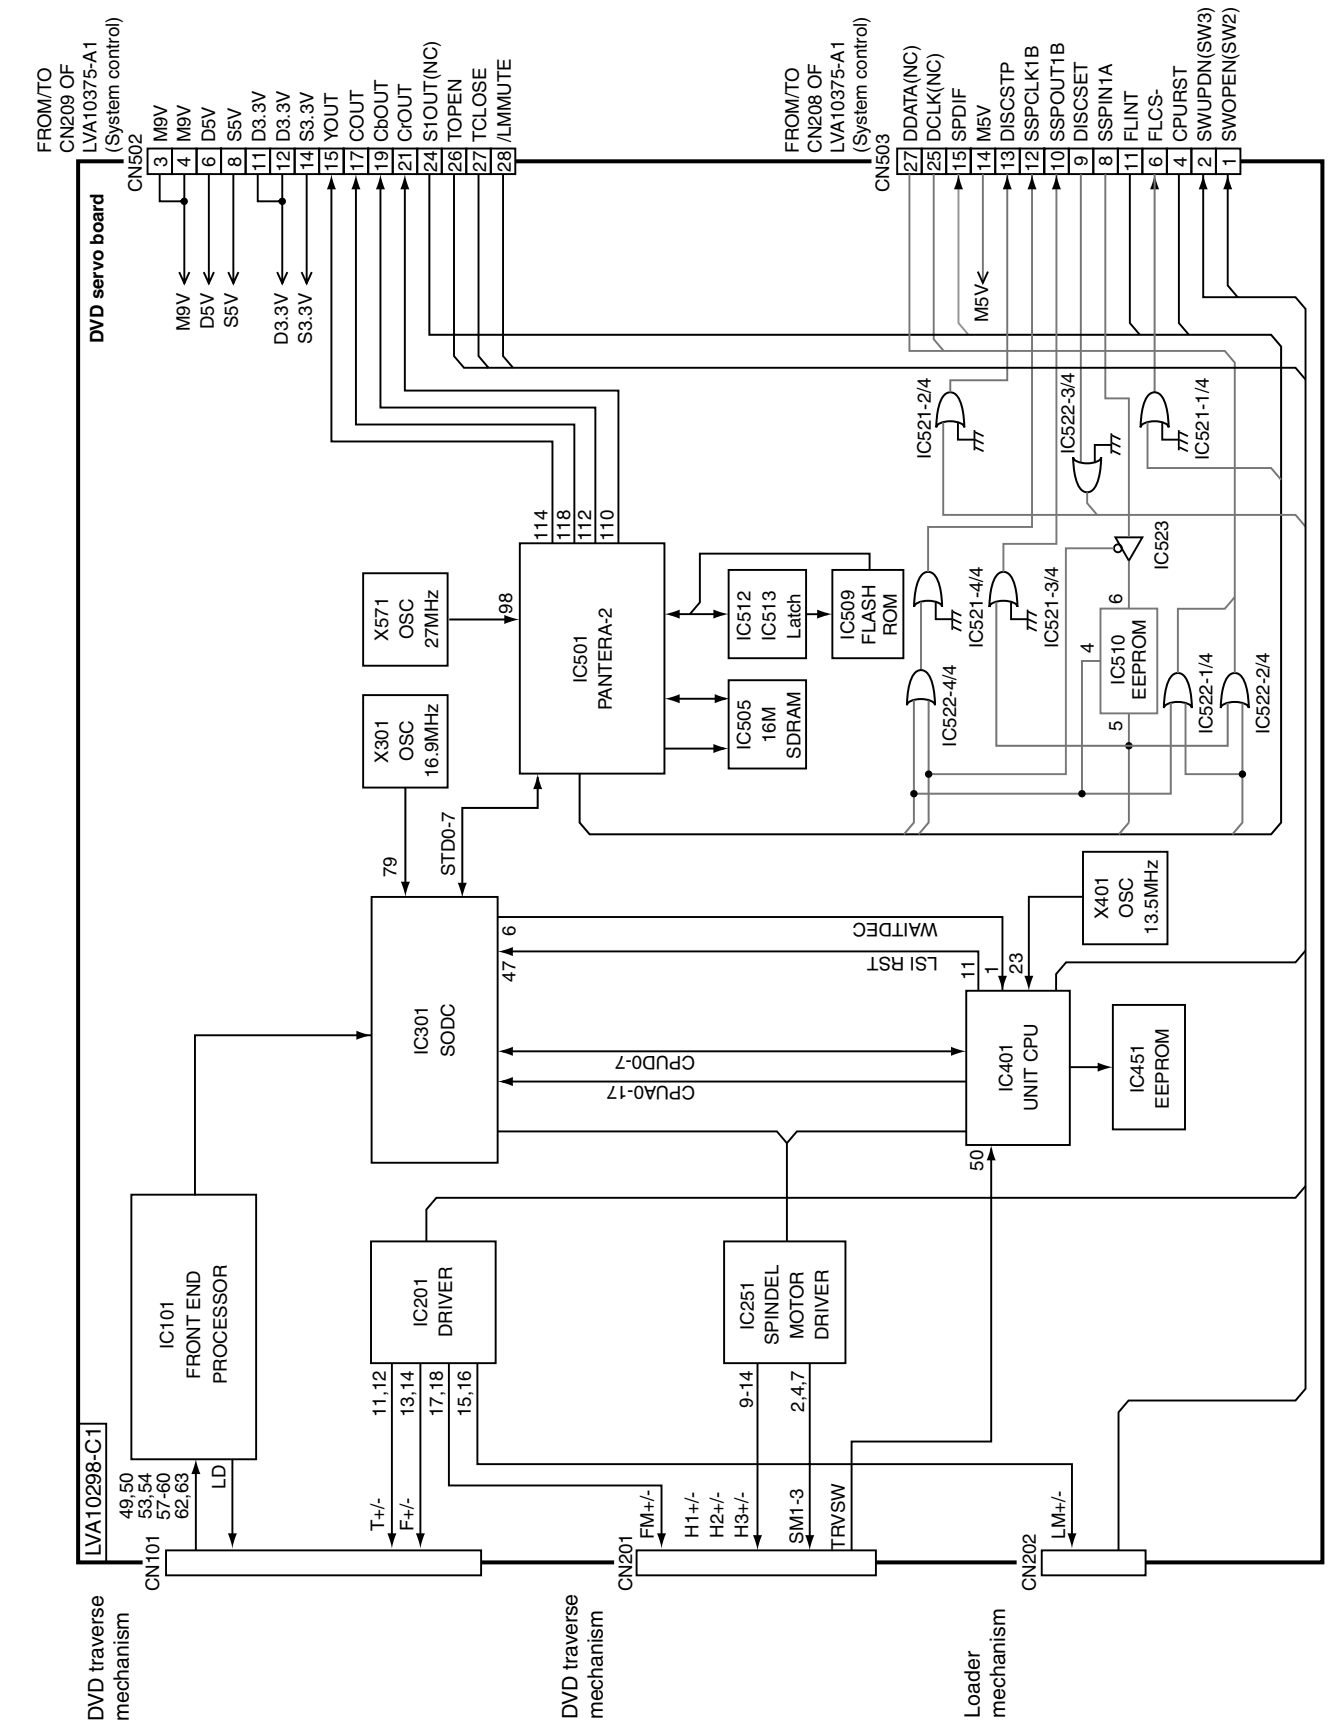 DVD servo board
LVA10298-C1
DVD traverse
mechanism
CN101
49,50
53,54
57-60
62,63
LD
T+/-
F+/-
IC101
FRONT END
PROCESSOR
11,12
13,14
17,18
15,16
IC201
DRIVER
DVD traverse
mechanism
CN201
FM+/-
H1+/-
H2+/-
H3+/-
SM1-3
TRVSW
9-14
2,4,7
IC251
SPINDEL
MOTOR
DRIVER
Loader
mechanism
CN202
LM+/-
IC301
SODC
79
STD0-7
47
6
WAITDEC
LSI RST
CPUD0-7
CPUA0-17
50
11
1
23
IC401
UNIT CPU
IC451
EEPROM
X401
OSC
13.5MHz
X301
OSC
16.9MHz
X571
OSC
27MHz
98
IC501
PANTERA-2
114
118
112
110
IC505
16M
SDRAM
IC512
IC513
Latch
IC509
FLASH
ROM
IC522-4/4
IC521-4/4
IC521-3/4
IC521-2/4
IC522-3/4
IC521-1/4
IC523
6
4
IC510
EEPROM
5
IC522-1/4
IC522-2/4
M9V
D5V
S5V
D3.3V
S3.3V
M5V
FROM/TO
CN209 OF
LVA10375-A1
(System control)
CN502
3 M9V
4 M9V
6 D5V
8 S5V
11 D3.3V
12 D3.3V
14 S3.3V
15 YOUT
17 COUT
19 CbOUT
21 CrOUT
24 S1OUT(NC)
26 TOPEN
27 TCLOSE
28 /LMMUTE
FROM/TO
CN208 OF
LVA10375-A1
(System control)
CN503
27 DDATA(NC)
25 DCLK(NC)
15 SPDIF
14 M5V
13 DISCSTP
12 SSPCLK1B
10 SSPOUT1B
9 DISCSET
8 SSPIN1A
11 FLINT
6 FLCS-
4 CPURST
2 SWUPDN(SW3)
1 SWOPEN(SW2)